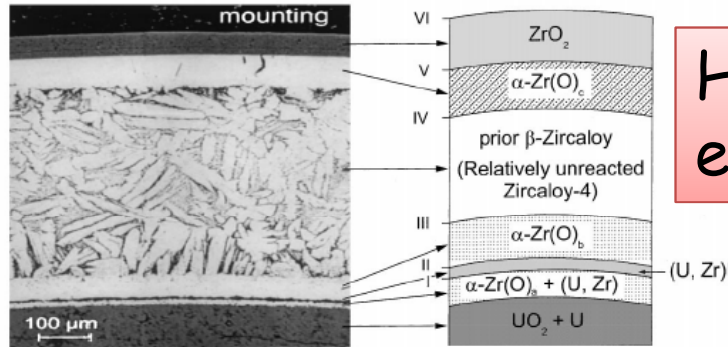 mounting
100 μm
VI
ZrO₂
V
α-Zr(O)c
IV
prior β-Zircaloy
(Relatively unreacted
Zircaloy-4)
III
α-Zr(O)b
II
(U, Zr)
I
α-Zr(O)a + (U, Zr)
UO₂ + U